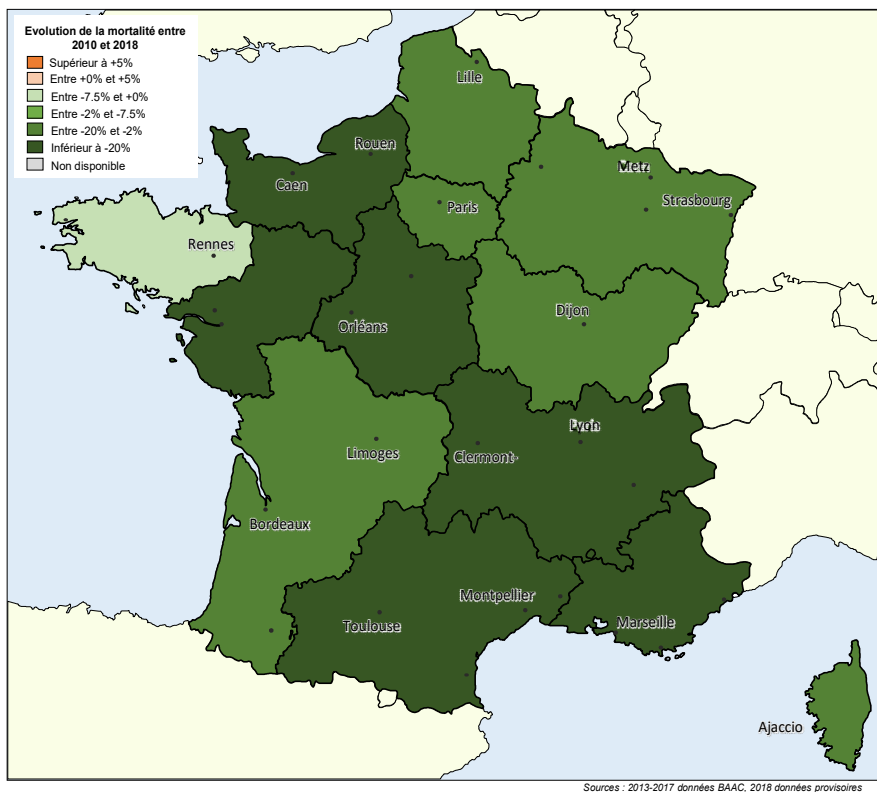 Evolution de la mortalité entre
2010 et 2018
Supérieur à +5%
Entre +0% et +5%
Entre -7.5% et +0%
Entre -2% et -7.5%
Entre -20% et -2%
Inférieur à -20%
Non disponible
Lille
Rouen
Caen
Metz
Paris
Strasbourg
Rennes
Orléans
Dijon
Limoges
Clermont-
Lyon
Bordeaux
Montpellier
Toulouse
Marseille
Ajaccio
Sources : 2013-2017 données BAAC, 2018 données provisoires